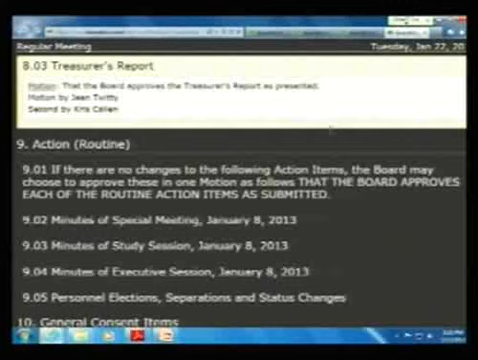 Regular Meeting
Tuesday, Jan 22, 20
8.03 Treasurer's Report
Motion: That the Board approves the Treasurer's Report as presented.
Motion by Jean Twitty
Second by Kris Callen
9. Action (Routine)
9.01 If there are no changes to the following Action Items, the Board may
choose to approve these in one Motion as follows THAT THE BOARD APPROVES
EACH OF THE ROUTINE ACTION ITEMS AS SUBMITTED.
9.02 Minutes of Special Meeting, January 8, 2013
9.03 Minutes of Study Session, January 8, 2013
9.04 Minutes of Executive Session, January 8, 2013
9.05 Personnel Elections, Separations and Status Changes
10. General Consent Items